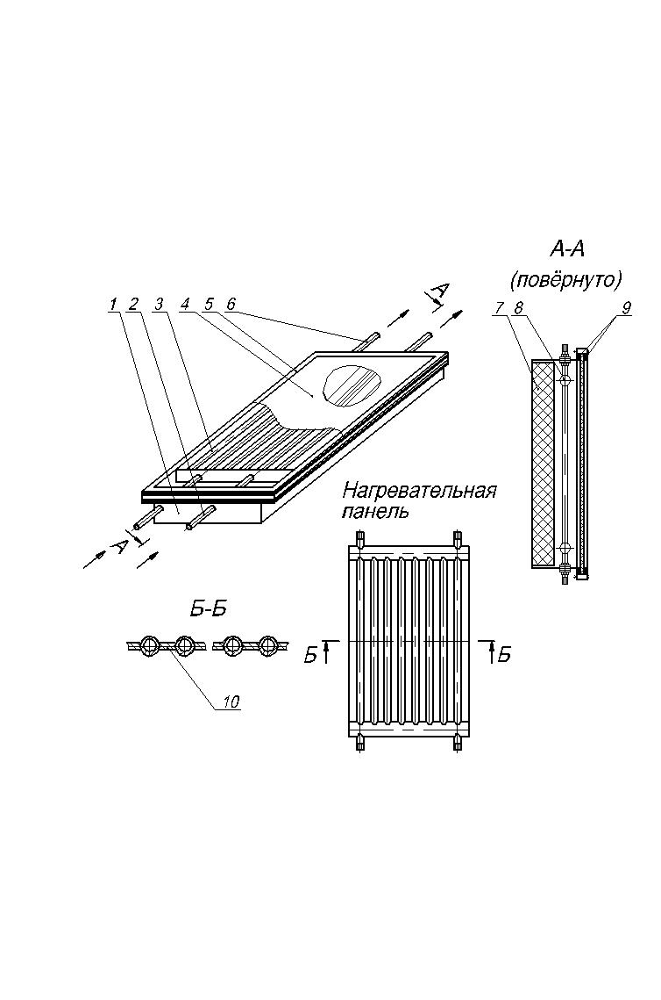 А-А
(повёрнуто)
А
1 2 3 4 5 6
7 8 9
Нагревательная
панель
А
Б-Б
Б Б
10